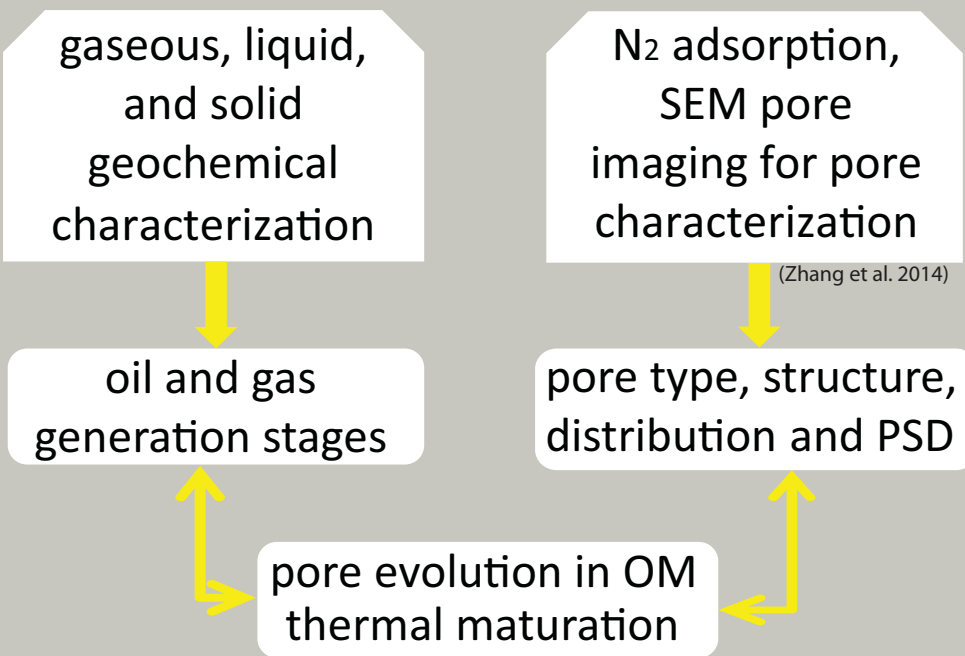 gaseous, liquid,
and solid
geochemical
characterization
N2 adsorption,
SEM pore
imaging for pore
characterization
(Zhang et al. 2014)
oil and gas
generation stages
pore type, structure,
distribution and PSD
pore evolution in OM
thermal maturation